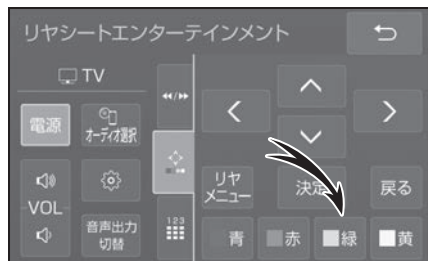 リヤシートエンターテインメント
TV
電源
オーディオ選択
VOL
音声出力
切替
123
リヤ
メニュー
決定
戻る
青
赤
緑
黄